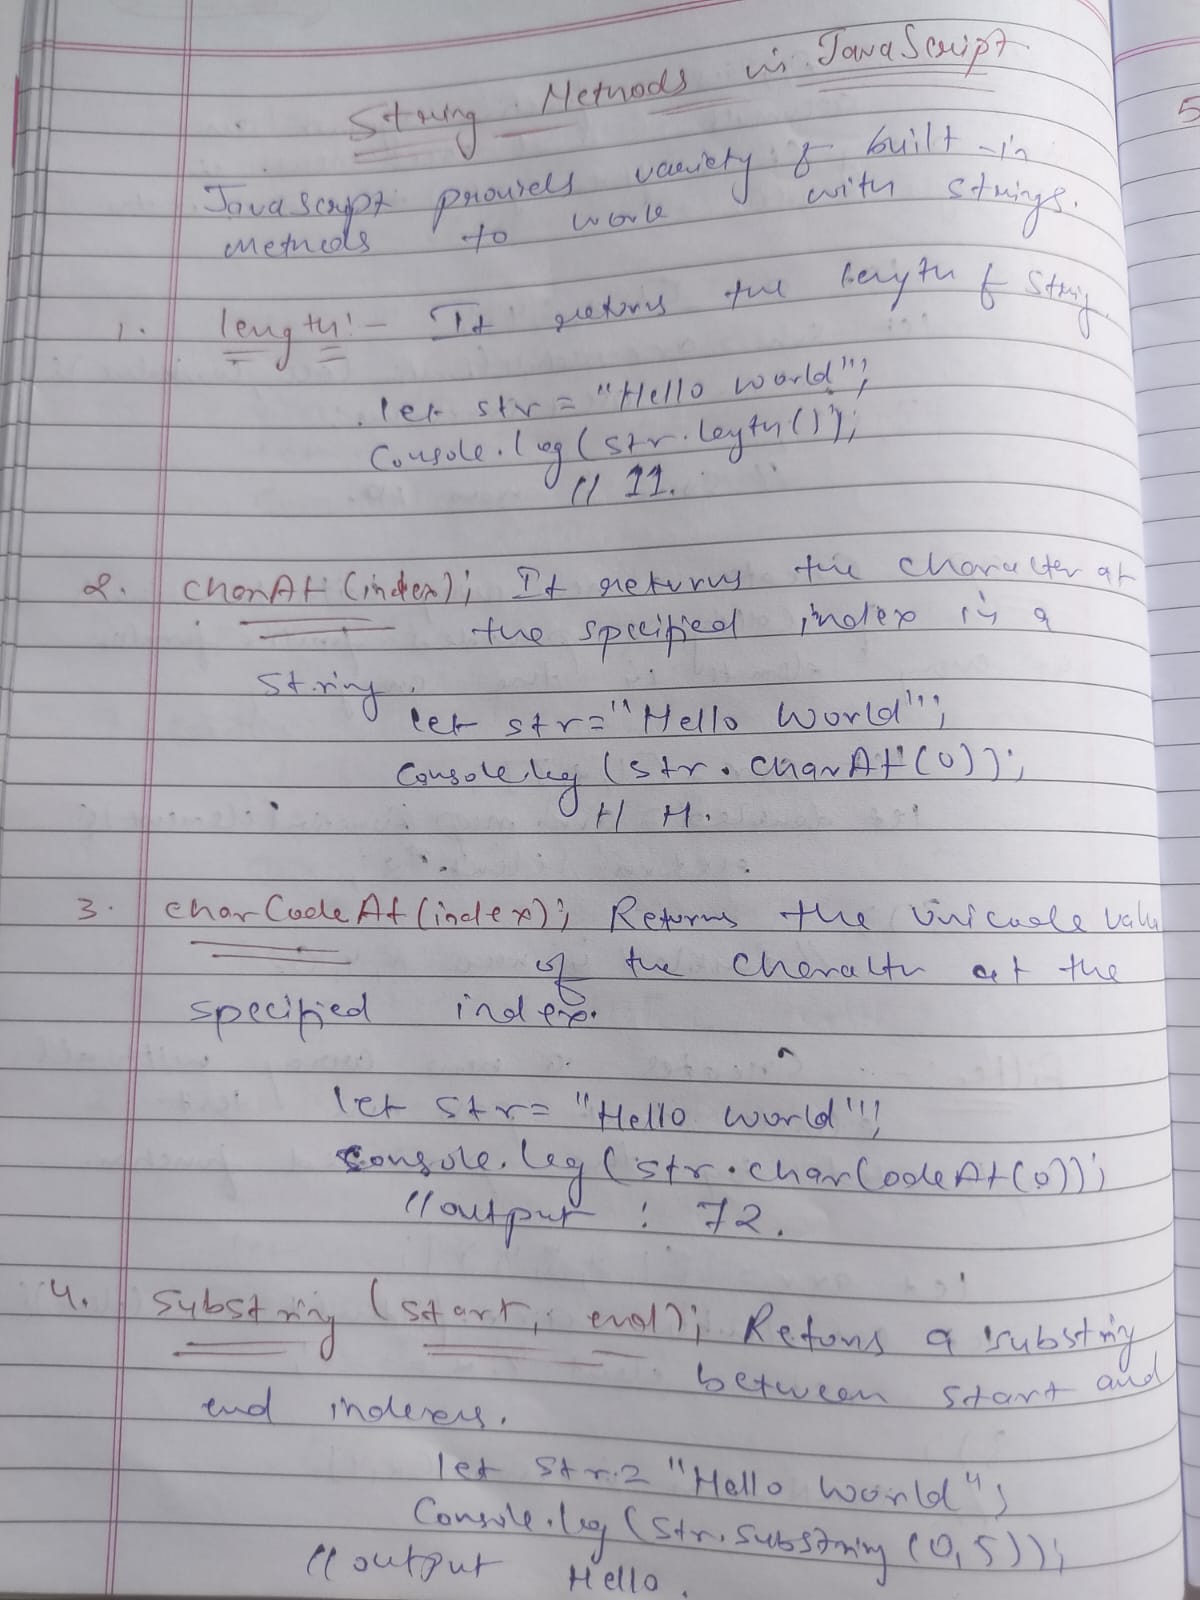 String Methods in JavaScript
JavaScript provides variety of built-in
methods to work with strings.
1. length:- It returns the length of string
let str = "Hello world";
Console.log(str.length());
// 11.
2. charAt (index); It returns the character at
the specified index in a
string.
let str="Hello World";
Console.log (str.charAt(0));
// H.
3. charCodeAt (index); Returns the unicode value
of the character at the
specified index.
let str= "Hello world";
console.log (str.charCodeAt(0));
// output : 72.
4. substring (start, end); Returns a substring
between start and
end indexes.
let str = "Hello world";
Console.log (str.substring (0,5));
// output Hello.
5